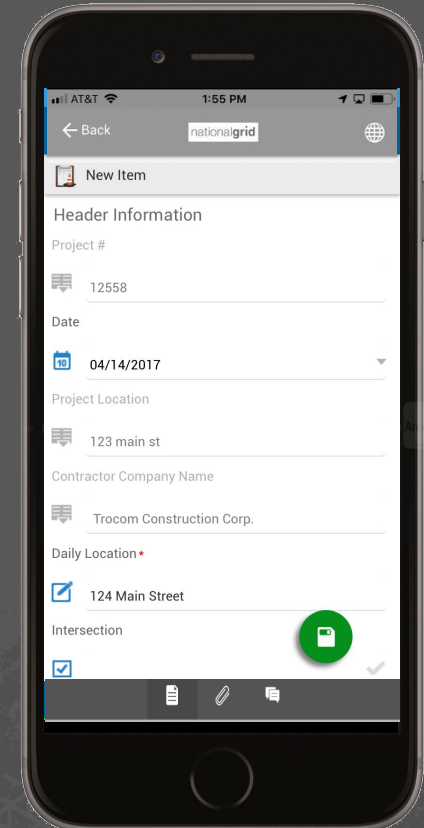 AT&T 1:55 PM
Back nationalgrid
New Item
Header Information
Project #
12558
Date
10 04/14/2017
Project Location
123 main st
Contractor Company Name
Trocom Construction Corp.
Daily Location *
124 Main Street
Intersection